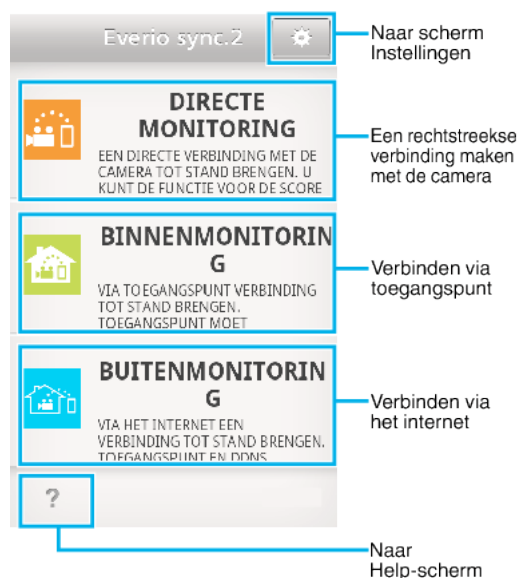 Everio sync.2
Naar scherm
Instellingen
DIRECTE
MONITORING
EEN DIRECTE VERBINDING MET DE
CAMERA TOT STAND BRENGEN. U
KUNT DE FUNCTIE VOOR DE SCORE
Een rechtstreekse
verbinding maken
met de camera
BINNENMONITORIN
G
VIA TOEGANGSPUNT VERBINDING
TOT STAND BRENGEN.
TOEGANGSPUNT MOET
Verbinden via
toegangspunt
BUITENMONITORIN
G
VIA HET INTERNET EEN
VERBINDING TOT STAND BRENGEN.
TOEGANGSPUNT EN DDNS
Verbinden via
het internet
?
Naar
Help-scherm